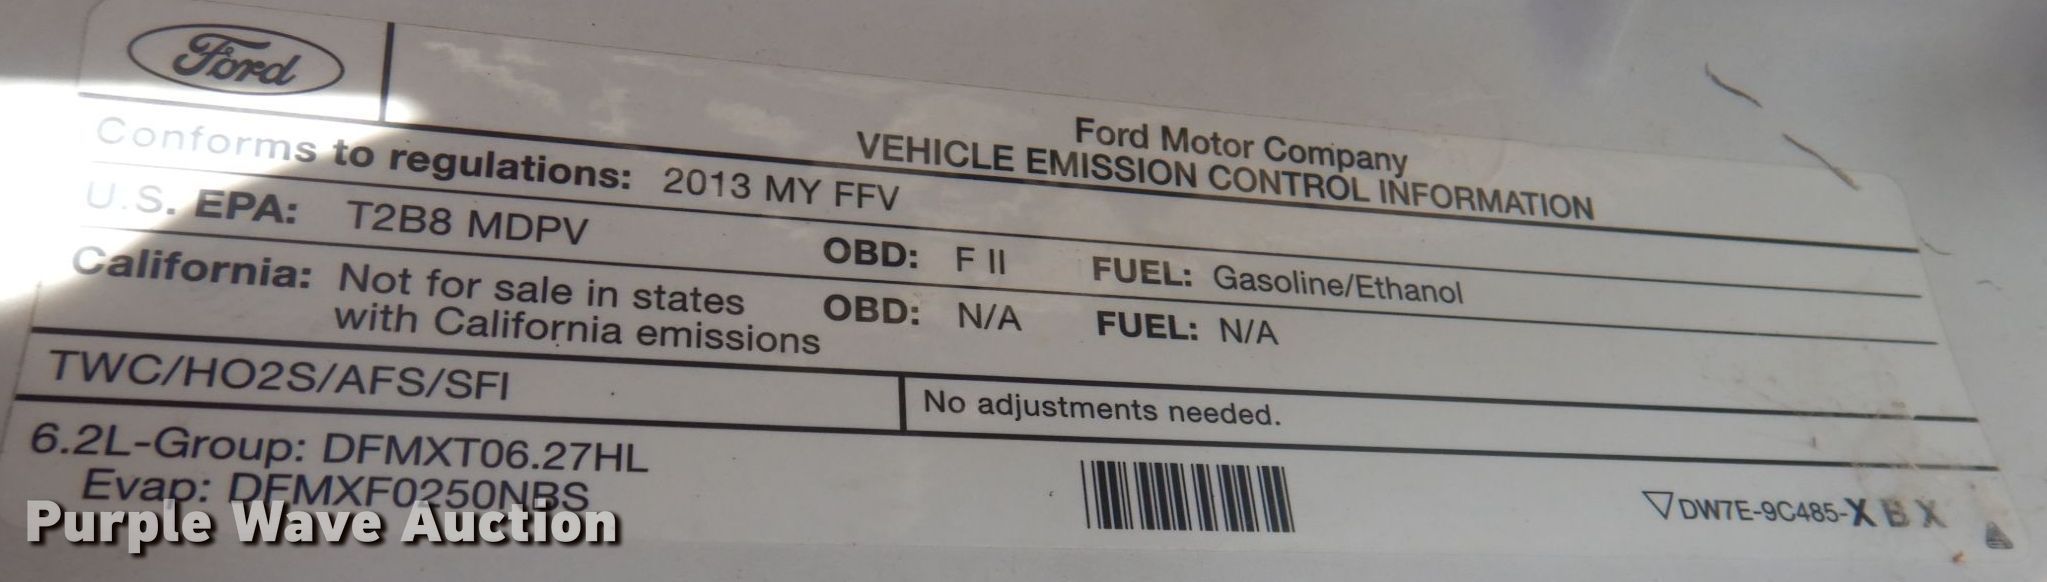 Ford
Ford Motor Company
VEHICLE EMISSION CONTROL INFORMATION
Conforms to regulations: 2013 MY FFV
U.S. EPA: T2B8 MDPV OBD: F II FUEL: Gasoline/Ethanol
California: Not for sale in states OBD: N/A FUEL: N/A
with California emissions
TWC/HO2S/AFS/SFI
No adjustments needed.
6.2L-Group: DFMXT06.27HL
Evap: DFMXF0250NBS
DW7E-9C485-XBX
Purple Wave Auction